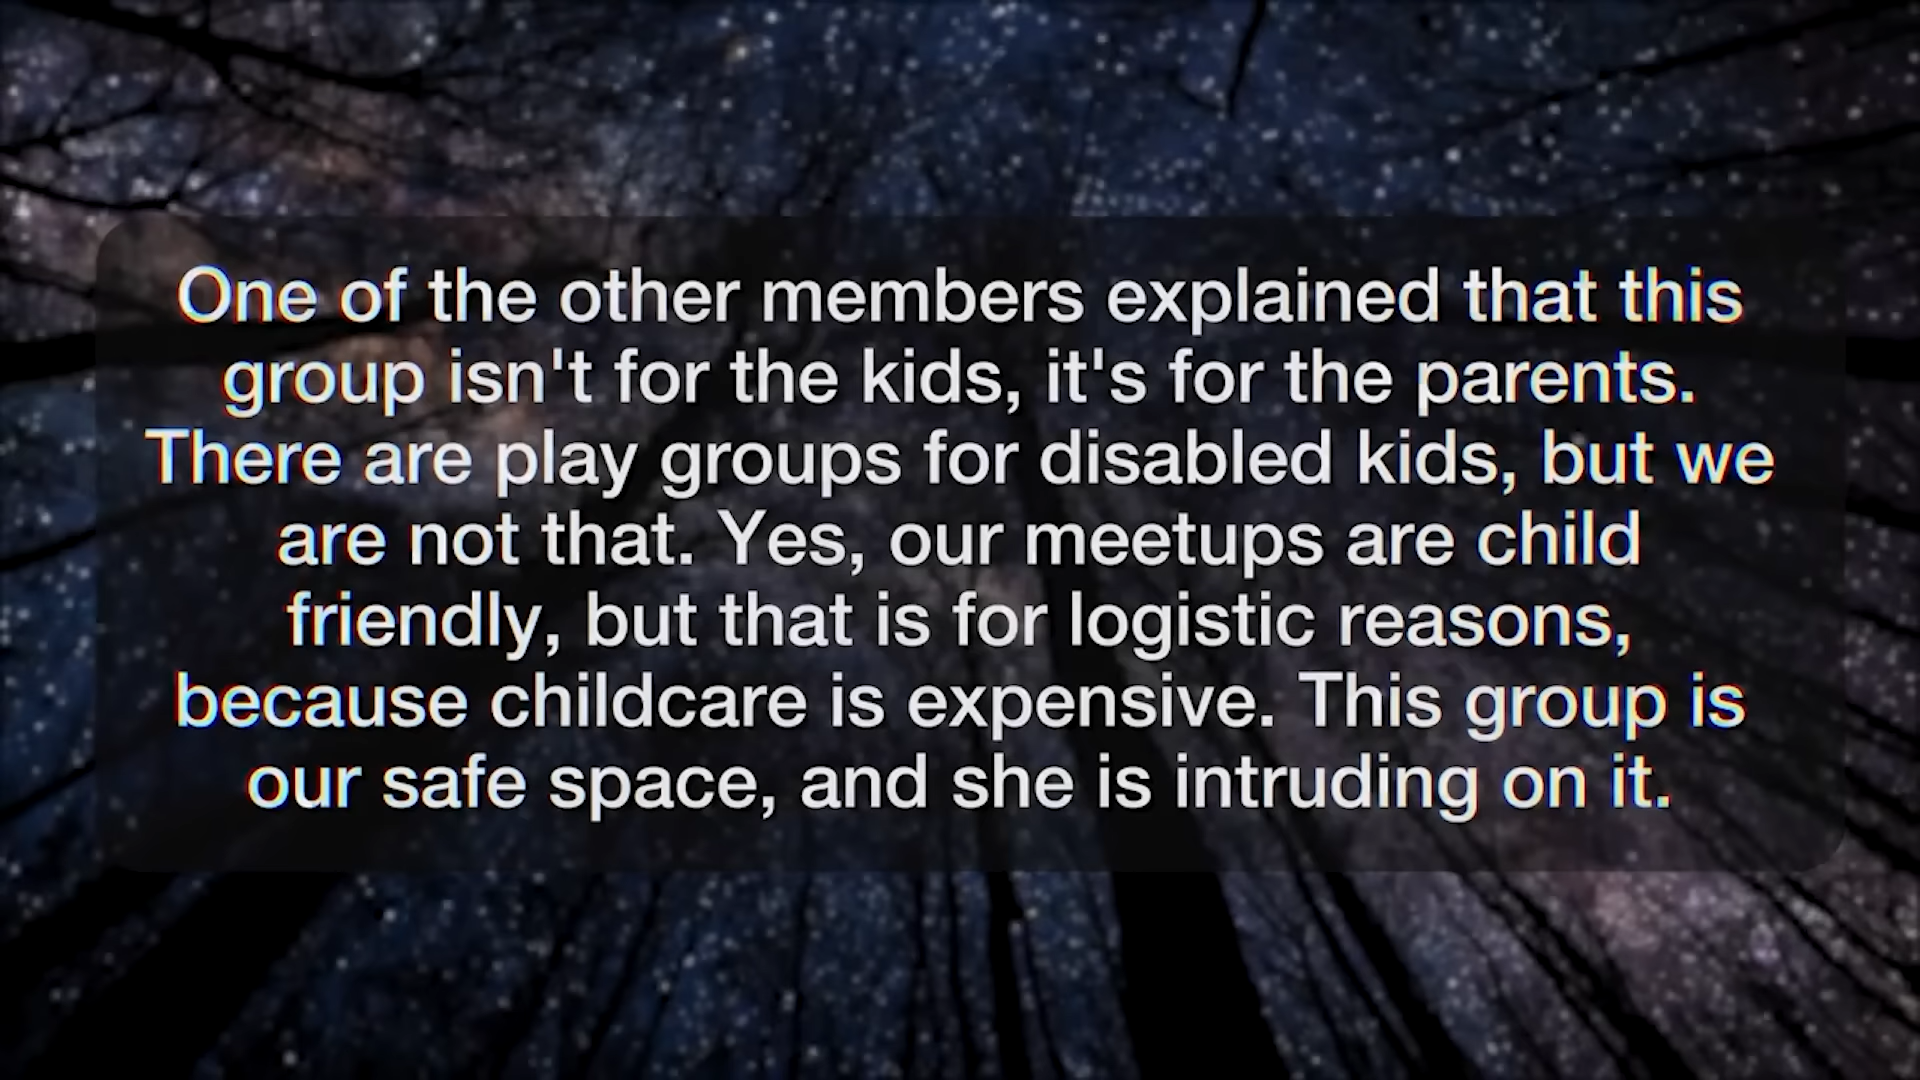 One of the other members explained that this
group isn't for the kids, it's for the parents.
There are play groups for disabled kids, but we
are not that. Yes, our meetups are child
friendly, but that is for logistic reasons,
because childcare is expensive. This group is
our safe space, and she is intruding on it.